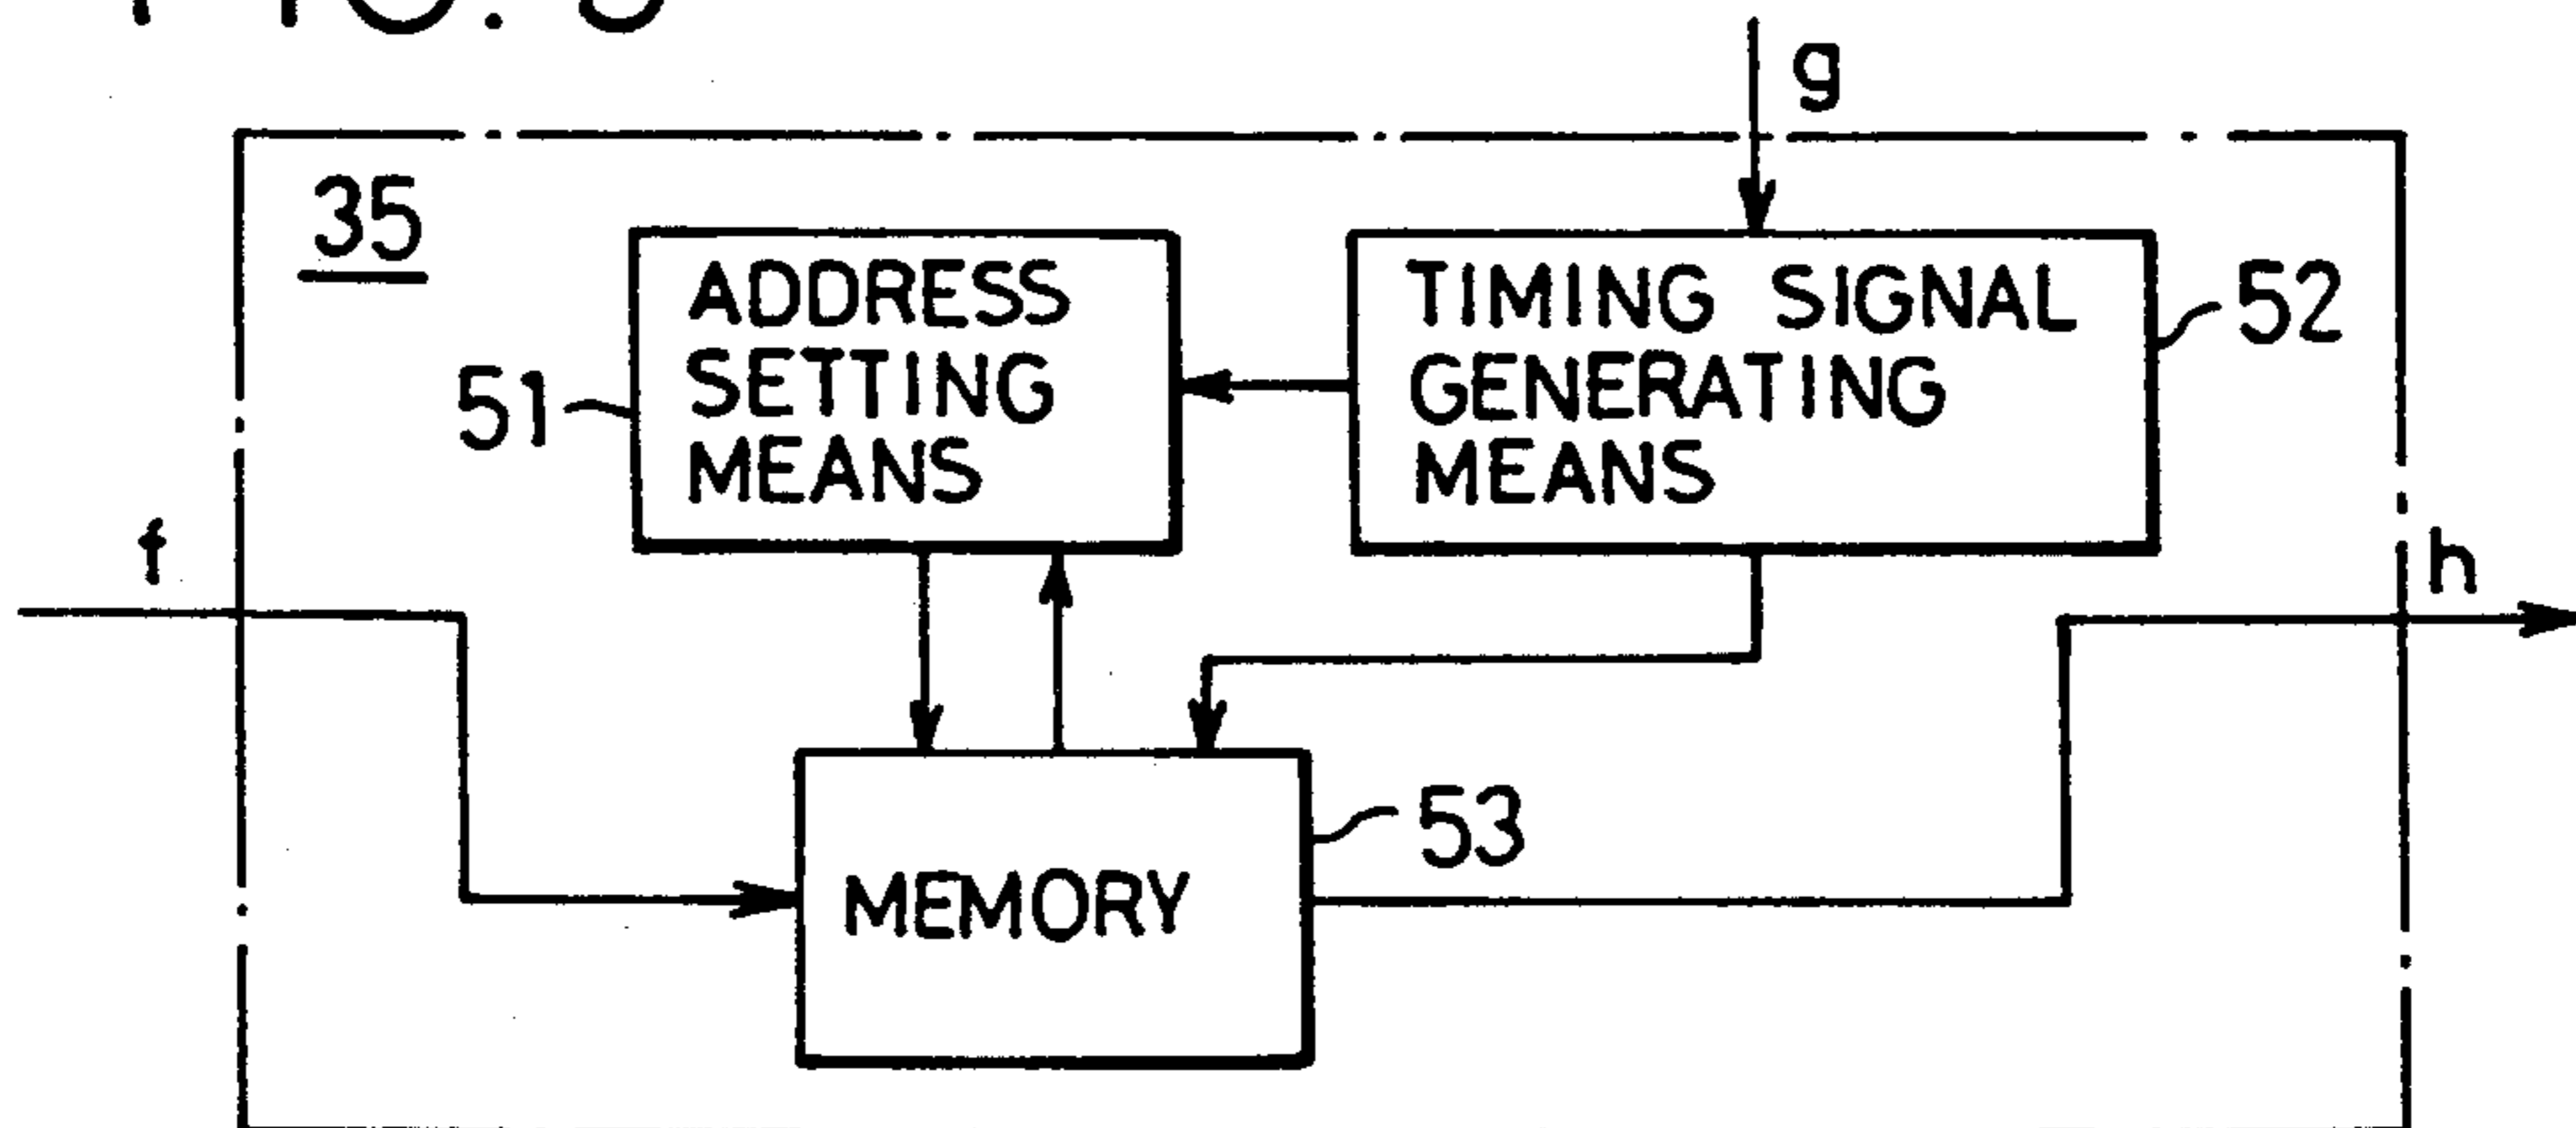 g
35
ADDRESS
SETTING
MEANS
TIMING SIGNAL
GENERATING
MEANS
52
51
f
h
53
MEMORY